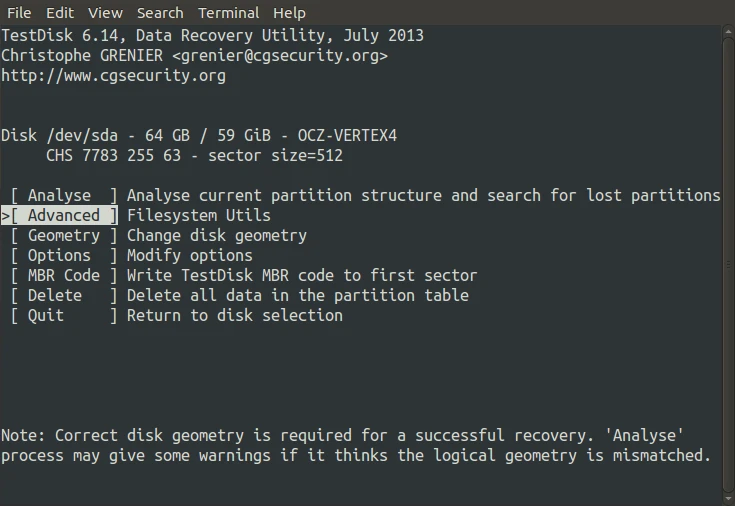 File Edit View Search Terminal Help
TestDisk 6.14, Data Recovery Utility, July 2013
Christophe GRENIER <grenier@cgsecurity.org>
http://www.cgsecurity.org
Disk /dev/sda - 64 GB / 59 GiB - OCZ-VERTEX4
CHS 7783 255 63 - sector size=512
[ Analyse ] Analyse current partition structure and search for lost partitions
>[ Advanced ] Filesystem Utils
[ Geometry ] Change disk geometry
[ Options ] Modify options
[ MBR Code ] Write TestDisk MBR code to first sector
[ Delete ] Delete all data in the partition table
[ Quit ] Return to disk selection
Note: Correct disk geometry is required for a successful recovery. 'Analyse'
process may give some warnings if it thinks the logical geometry is mismatched.